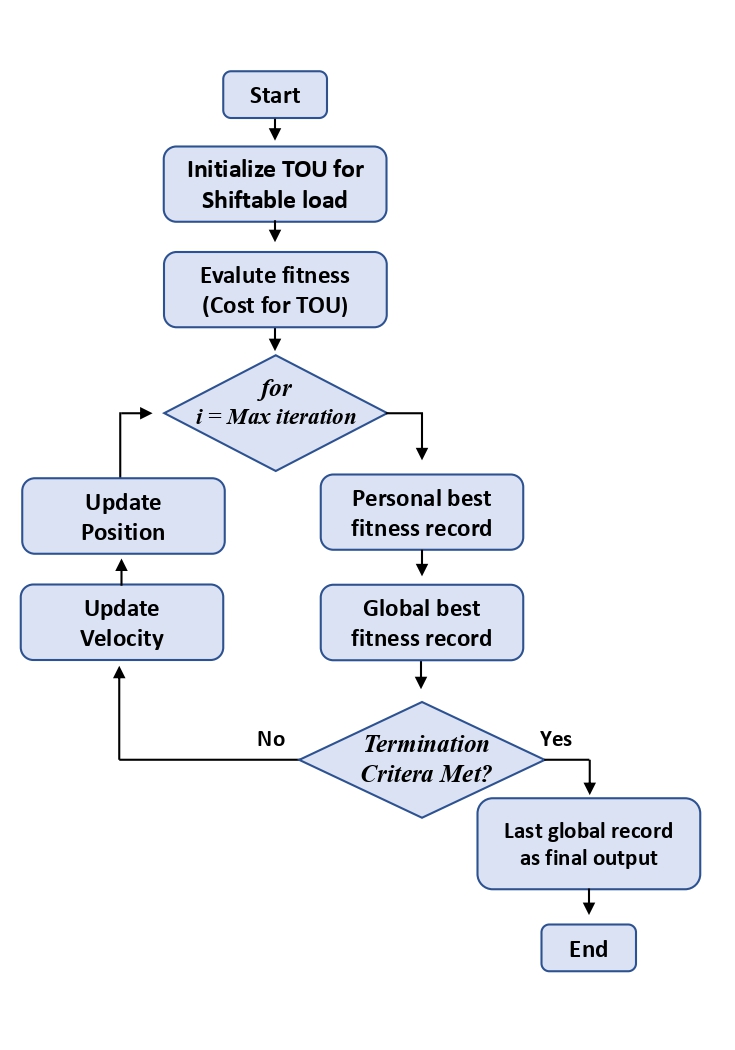 Start
Initialize TOU for
Shiftable load
Evalute fitness
(Cost for TOU)
for
i = Max iteration
Update
Position
Personal best
fitness record
Update
Velocity
Global best
fitness record
No
Termination
Critera Met?
Yes
Last global record
as final output
End